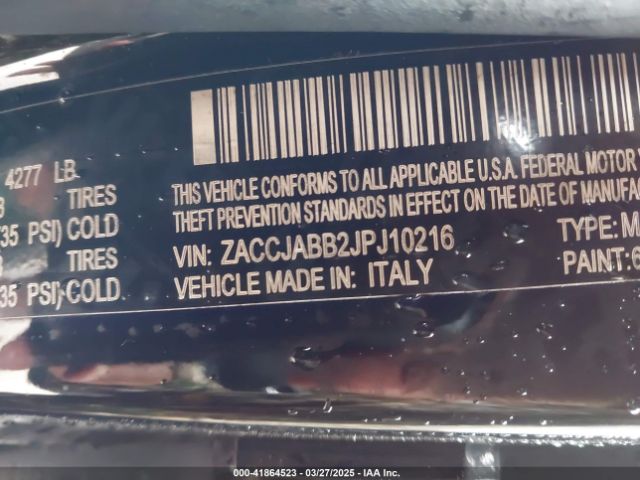 4277 LB
TIRES
35 PSI) COLD
TIRES
35 PSI) COLD
THIS VEHICLE CONFORMS TO ALL APPLICABLE U.S.A. FEDERAL MOTOR
THEFT PREVENTION STANDARDS IN EFFECT ON THE DATE OF MANUFAC
VIN: ZACCJABB2JPJ10216 TYPE: M
VEHICLE MADE IN: ITALY PAINT: 6
000-41864523 — 03/27/2025 — IAA Inc.